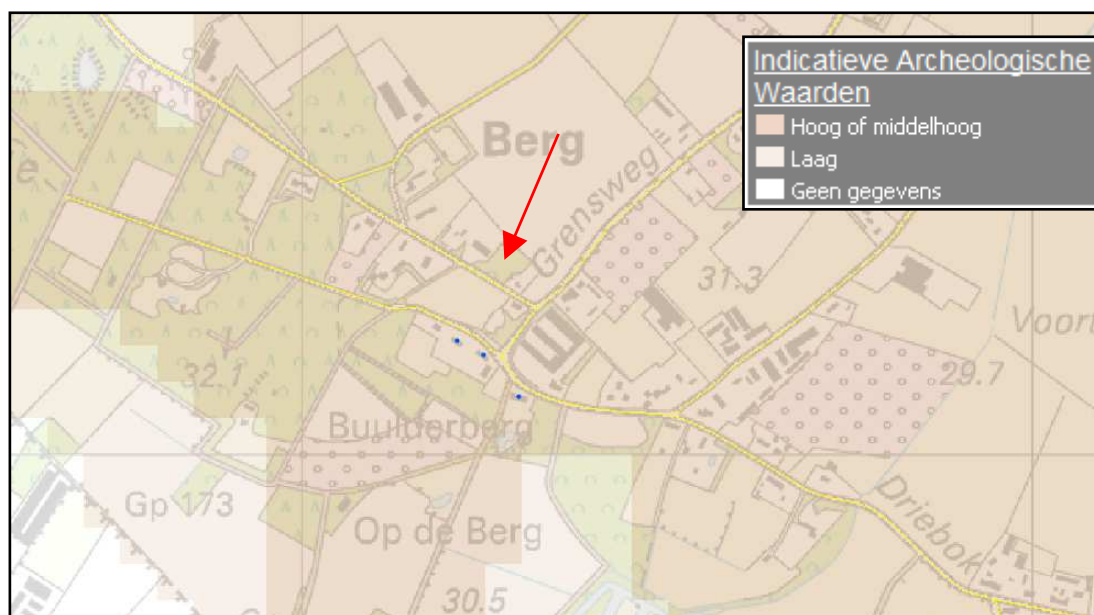 Indicatieve Archeologische
Waarden
Hoog of middelhoog
Laag
Geen gegevens
Berg
Grensweg
31.3
Voort
32.1
29.7
Buulderberg
Gp 173
Driebok
Op de Berg
30.5